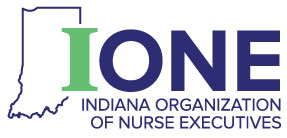 IONE
INDIANA ORGANIZATION
OF NURSE EXECUTIVES